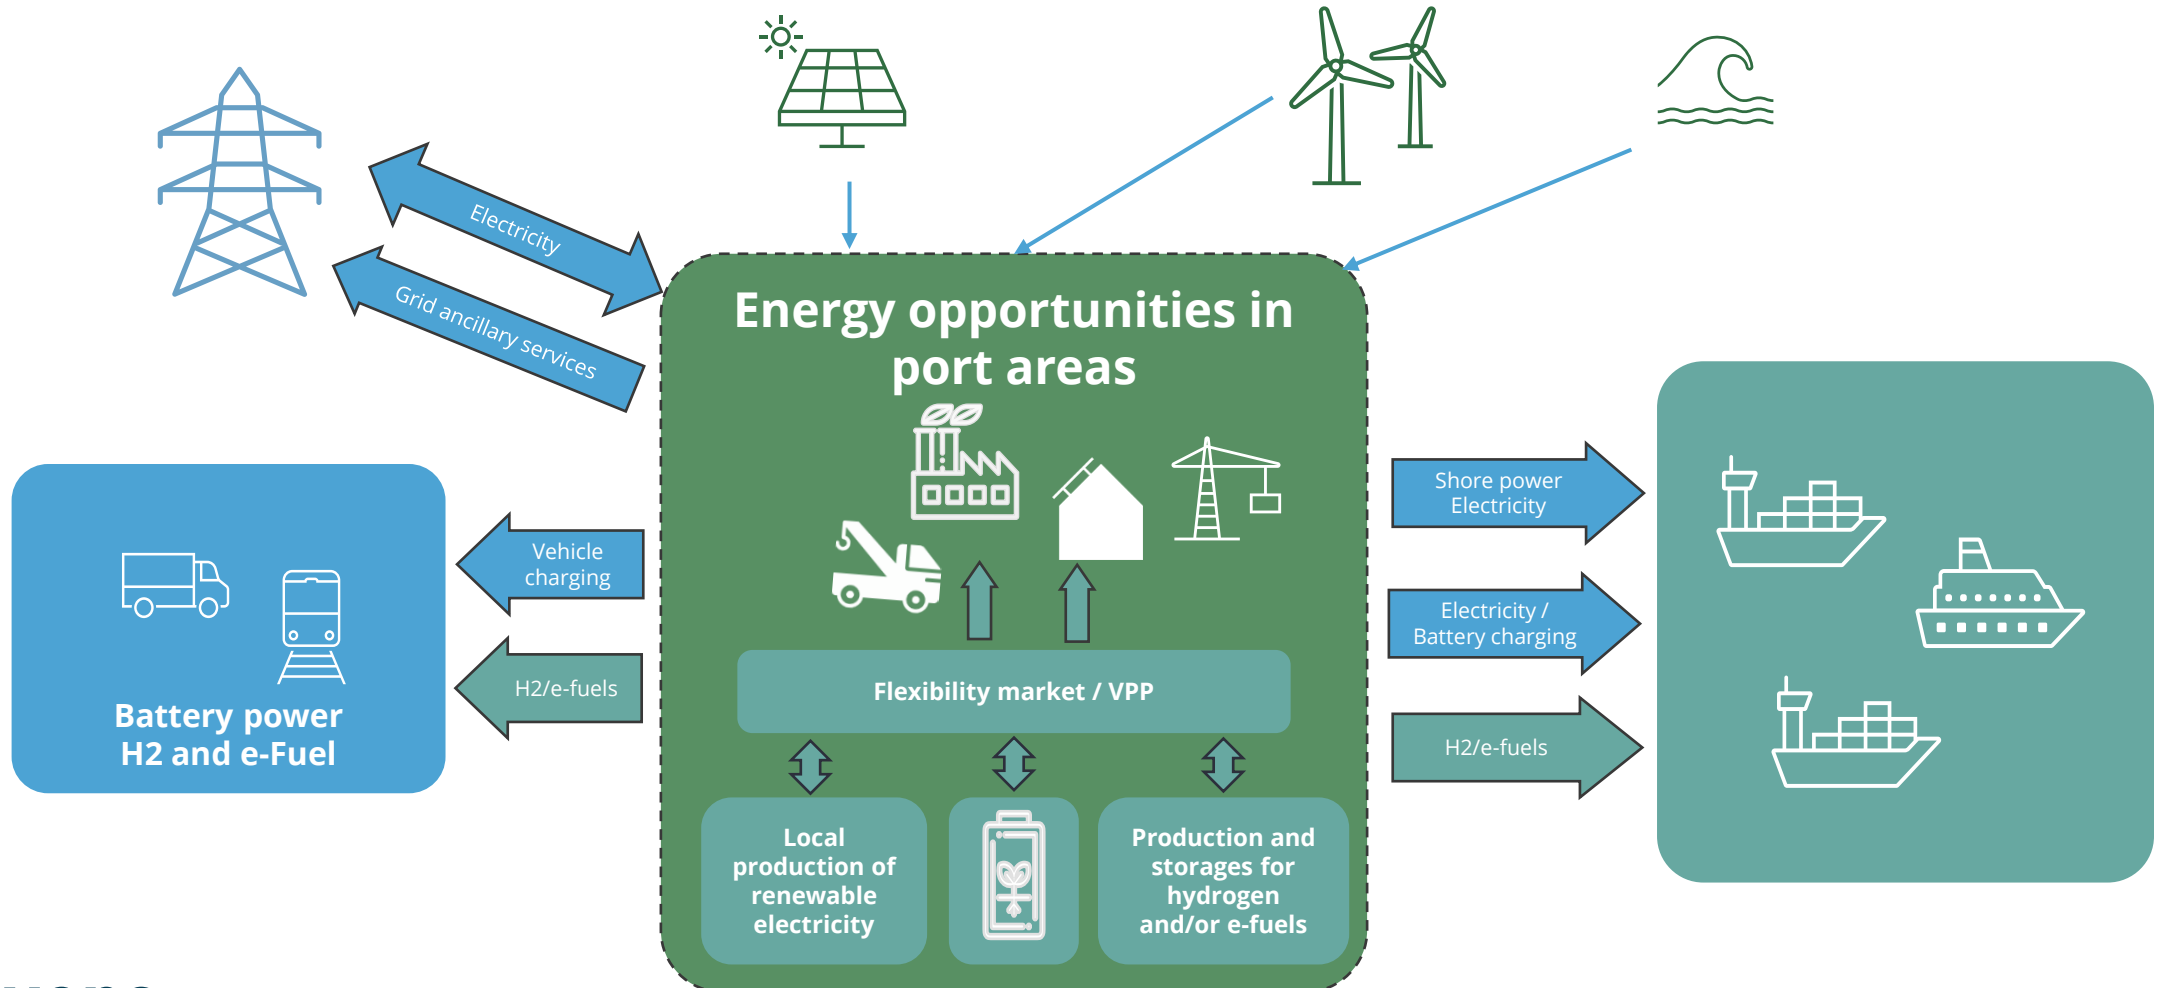 Electricity
Grid ancillary services
Energy opportunities in
port areas
Vehicle
charging
H2/e-fuels
Battery power
H2 and e-Fuel
Shore power
Electricity
Electricity /
Battery charging
H2/e-fuels
Flexibility market / VPP
Local
production of
renewable
electricity
Production and
storages for
hydrogen
and/or e-fuels